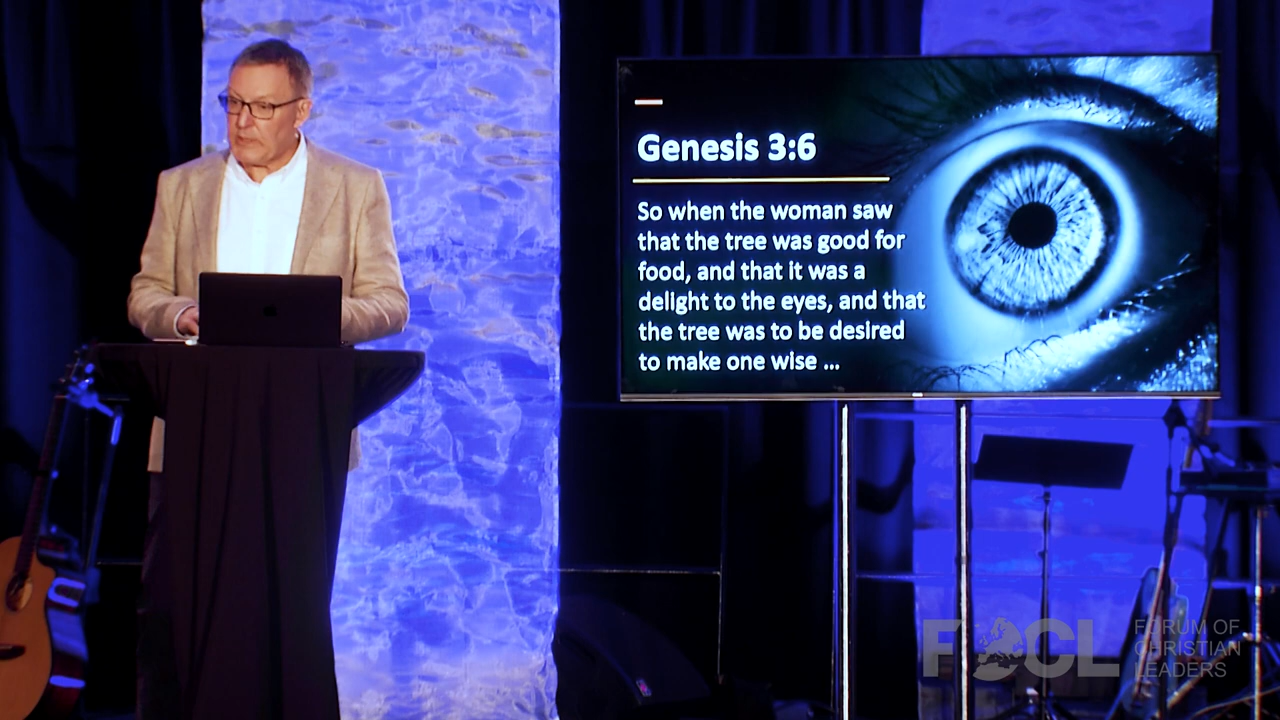 Genesis 3:6
So when the woman saw
that the tree was good for
food, and that it was a
delight to the eyes, and that
the tree was to be desired
to make one wise ...
FOCL
FORUM OF
CHRISTIAN
LEADERS